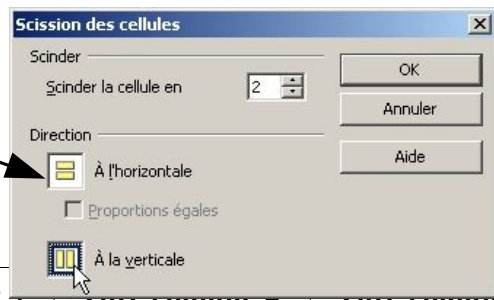 Scission des cellules
Scinder
Scinder la cellule en 2
OK
Annuler
Aide
Direction
À l'horizontale
Proportions égales
À la verticale